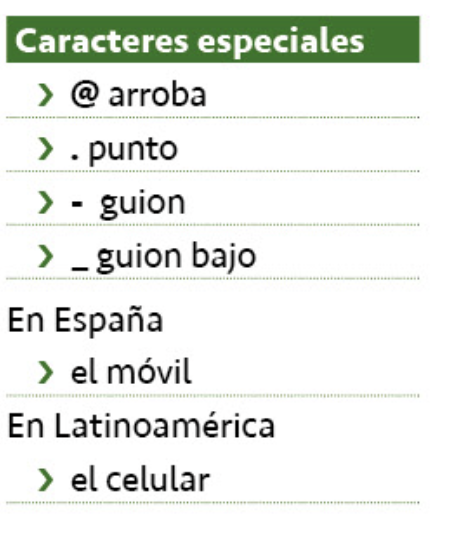 Caracteres especiales
› @ arroba
› . punto
› - guion
› _ guion bajo
En España
› el móvil
En Latinoamérica
› el celular